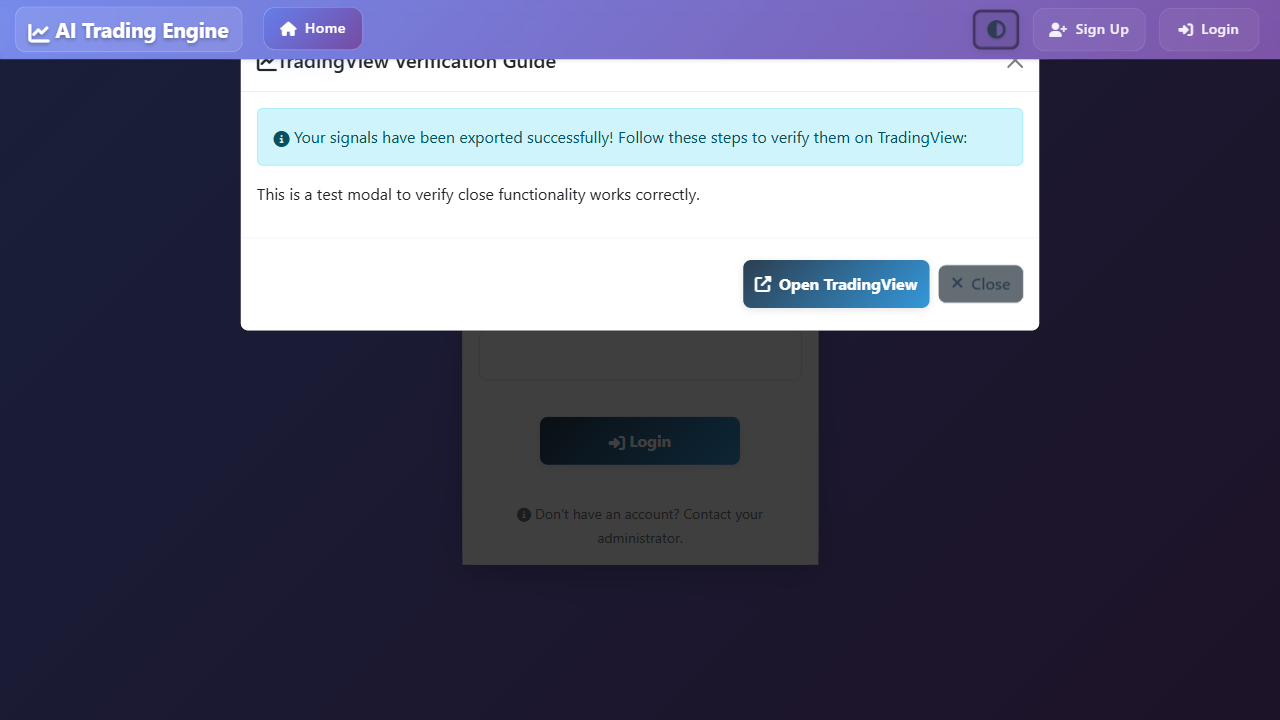 AI Trading Engine
Home
Sign Up
Login
TradingView Verification Guide
Your signals have been exported successfully! Follow these steps to verify them on TradingView:
This is a test modal to verify close functionality works correctly.
Open TradingView
Close
Login
Don't have an account? Contact your
administrator.